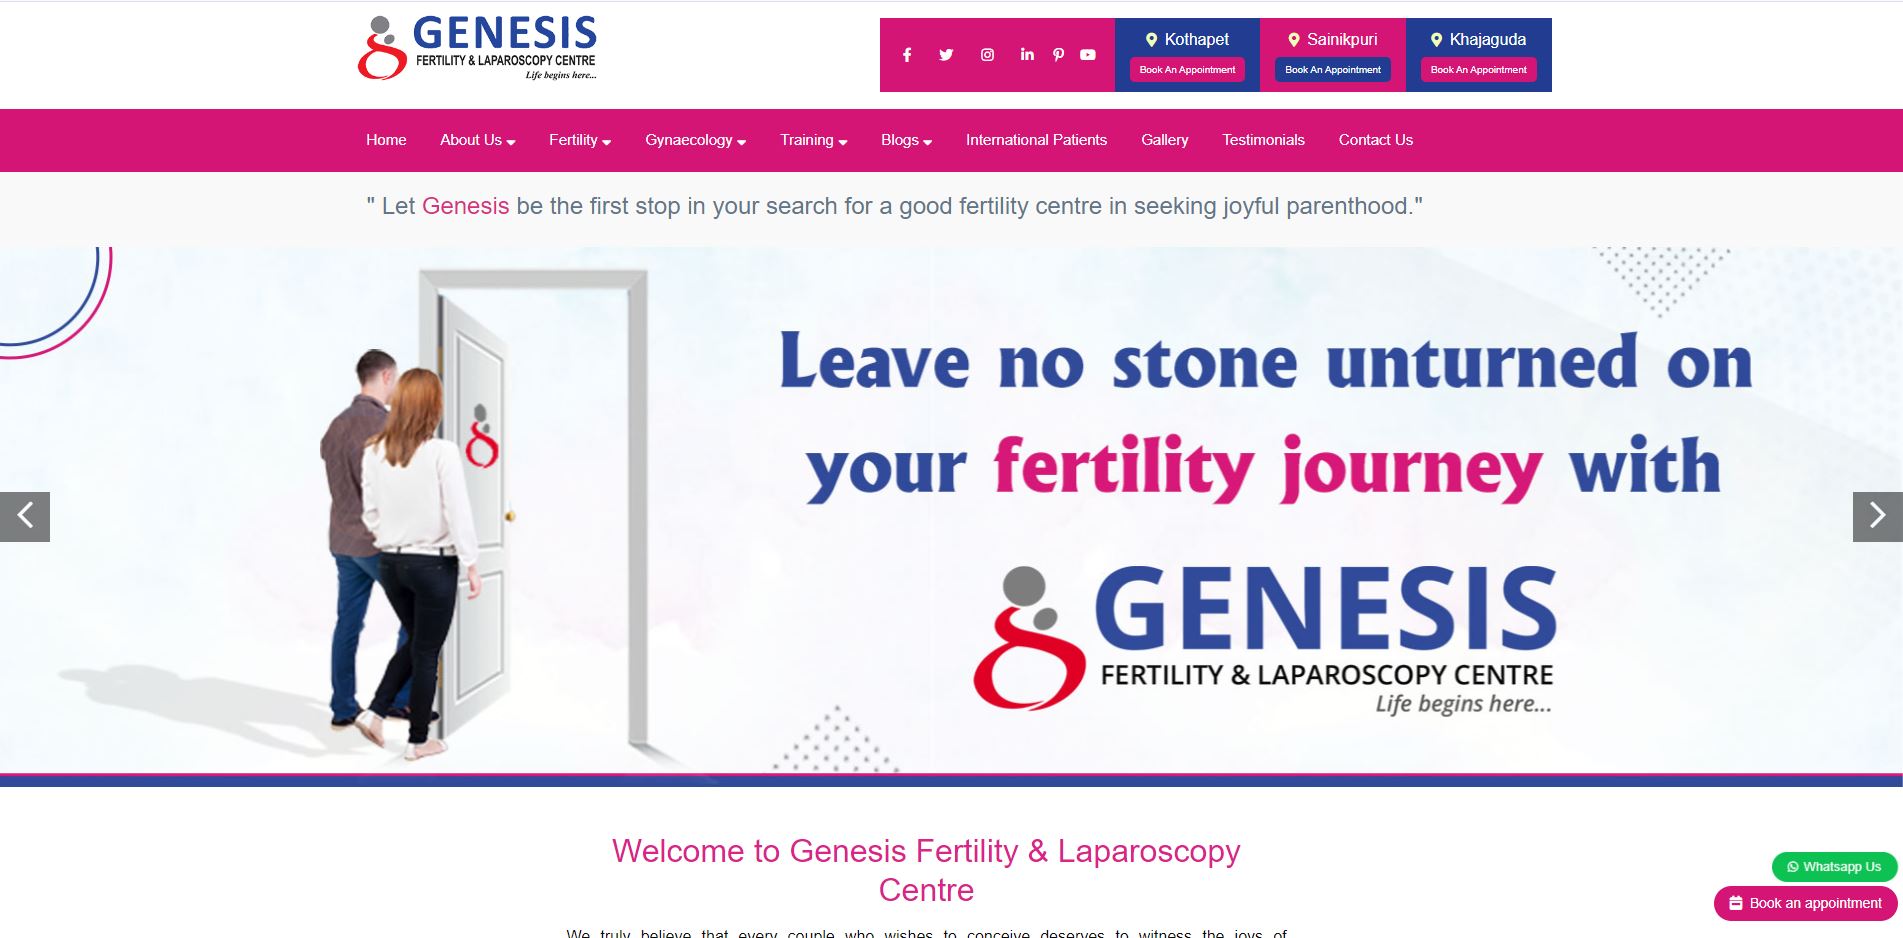 GENESIS
FERTILITY & LAPAROSCOPY CENTRE
Life begins here...
Kothapet
Book An Appointment
Sainikpuri
Book An Appointment
Khajaguda
Book An Appointment
Home About Us Fertility Gynaecology Training Blogs International Patients Gallery Testimonials Contact Us
" Let Genesis be the first stop in your search for a good fertility centre in seeking joyful parenthood."
Leave no stone unturned on
your fertility journey with
GENESIS
FERTILITY & LAPAROSCOPY CENTRE
Life begins here...
Welcome to Genesis Fertility & Laparoscopy
Centre
We truly believe that every couple who wishes to conceive deserves to witness the joys of
Whatsapp Us
Book an appointment